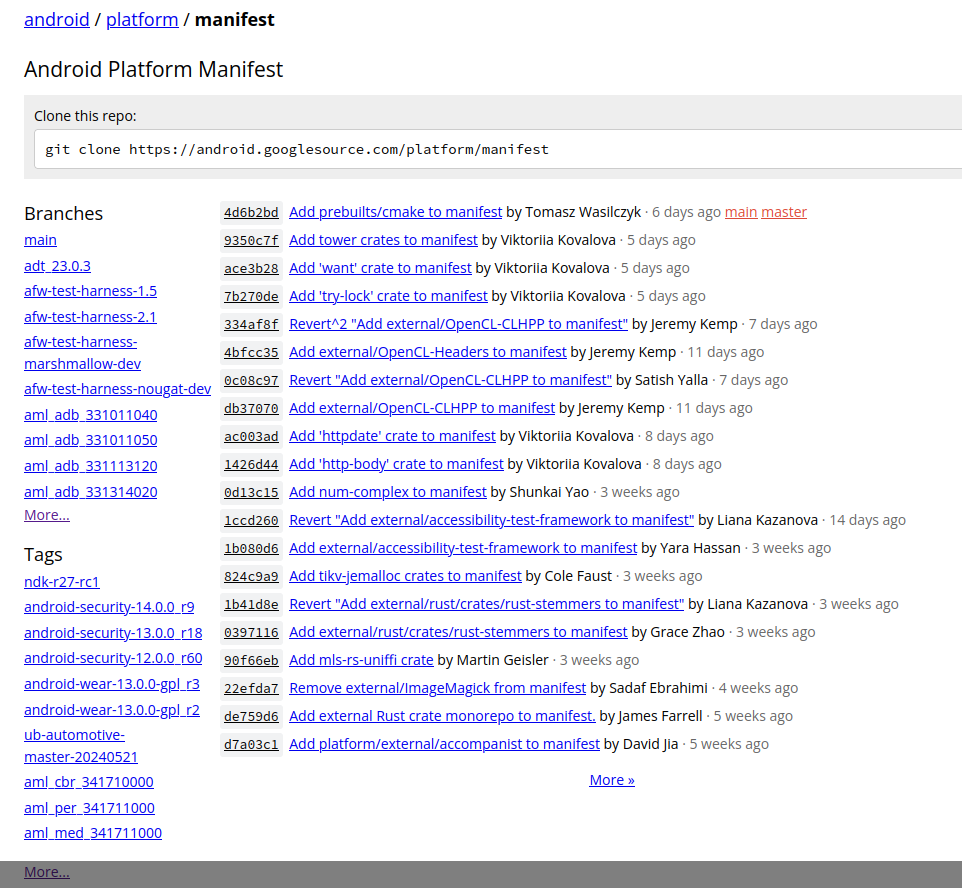 android / platform / manifest
Android Platform Manifest
Clone this repo:
git clone https://android.googlesource.com/platform/manifest
Branches
main
adt_23.0.3
afw-test-harness-1.5
afw-test-harness-2.1
afw-test-harness-
marshmallow-dev
afw-test-harness-nougat-dev
aml_adb_331011040
aml_adb_331011050
aml_adb_331113120
aml_adb_331314020
More...
Tags
ndk-r27-rc1
android-security-14.0.0_r9
android-security-13.0.0_r18
android-security-12.0.0_r60
android-wear-13.0.0-gpl_r3
android-wear-13.0.0-gpl_r2
ub-automotive-
master-20240521
aml_cbr_341710000
aml_per_341711000
aml_med_341711000
More...
4d6b2bd Add prebuilts/cmake to manifest by Tomasz Wasilczyk · 6 days ago main master
9350c7f Add tower crates to manifest by Viktoriia Kovalova · 5 days ago
ace3b28 Add 'want' crate to manifest by Viktoriia Kovalova · 5 days ago
7b270de Add 'try-lock' crate to manifest by Viktoriia Kovalova · 5 days ago
334af8f Revert^2 "Add external/OpenCL-CLHPP to manifest" by Jeremy Kemp · 7 days ago
4bfcc35 Add external/OpenCL-Headers to manifest by Jeremy Kemp · 11 days ago
0c08c97 Revert "Add external/OpenCL-CLHPP to manifest" by Satish Yalla · 7 days ago
db37070 Add external/OpenCL-CLHPP to manifest by Jeremy Kemp · 11 days ago
ac003ad Add 'httpdate' crate to manifest by Viktoriia Kovalova · 8 days ago
1426d44 Add 'http-body' crate to manifest by Viktoriia Kovalova · 8 days ago
0d13c15 Add num-complex to manifest by Shunkai Yao · 3 weeks ago
1ccd260 Revert "Add external/accessibility-test-framework to manifest" by Liana Kazanova · 14 days ago
1b080d6 Add external/accessibility-test-framework to manifest by Yara Hassan · 3 weeks ago
824c9a9 Add tikv-jemalloc crates to manifest by Cole Faust · 3 weeks ago
1b41d8e Revert "Add external/rust/crates/rust-stemmers to manifest" by Liana Kazanova · 3 weeks ago
0397116 Add external/rust/crates/rust-stemmers to manifest by Grace Zhao · 3 weeks ago
90f66eb Add mls-rs-uniffi crate by Martin Geisler · 3 weeks ago
22efda7 Remove external/ImageMagick from manifest by Sadaf Ebrahimi · 4 weeks ago
de759d6 Add external Rust crate monorepo to manifest. by James Farrell · 5 weeks ago
d7a03c1 Add platform/external/accompanist to manifest by David Jia · 5 weeks ago
More »